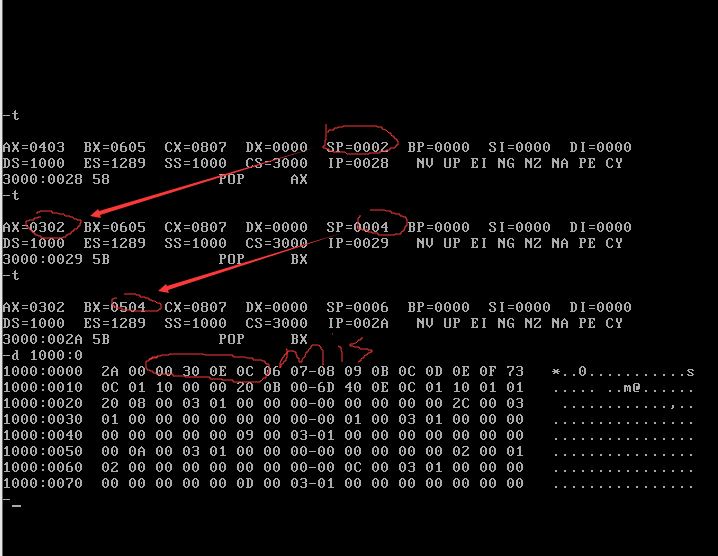 -t
AX=0403 BX=0605 CX=0807 DX=0000 SP=0002 BP=0000 SI=0000 DI=0000
DS=1000 ES=1289 SS=1000 CS=3000 IP=0028 NV UP EI NG NZ NA PE CY
3000:0028 58 POP AX
-t
AX=0302 BX=0605 CX=0807 DX=0000 SP=0004 BP=0000 SI=0000 DI=0000
DS=1000 ES=1289 SS=1000 CS=3000 IP=0029 NV UP EI NG NZ NA PE CY
3000:0029 5B POP BX
-t
AX=0302 BX=0504 CX=0807 DX=0000 SP=0006 BP=0000 SI=0000 DI=0000
DS=1000 ES=1289 SS=1000 CS=3000 IP=002A NV UP EI NG NZ NA PE CY
3000:002A 5B POP BX
-d 1000:0
1000:0000 2A 00 00 30 0E 0C 06 07-08 09 0B 0C 0D 0E 0F 73 *..0...........s
1000:0010 0C 01 10 00 00 20 0B 00-6D 40 0E 0C 01 10 01 01 ..... ..m@......
1000:0020 20 08 00 03 01 00 00 00-00 00 00 00 00 2C 00 03 ............,..
1000:0030 01 00 00 00 00 00 00 00-00 01 00 03 01 00 00 00 ................
1000:0040 00 00 00 00 00 09 00 03-01 00 00 00 00 00 00 00 ................
1000:0050 00 0A 00 03 01 00 00 00-00 00 00 00 00 02 00 01 ................
1000:0060 02 00 00 00 00 00 00 00-00 0C 00 03 01 00 00 00 ................
1000:0070 00 00 00 00 00 0D 00 03-01 00 00 00 00 00 00 00 ................
-_